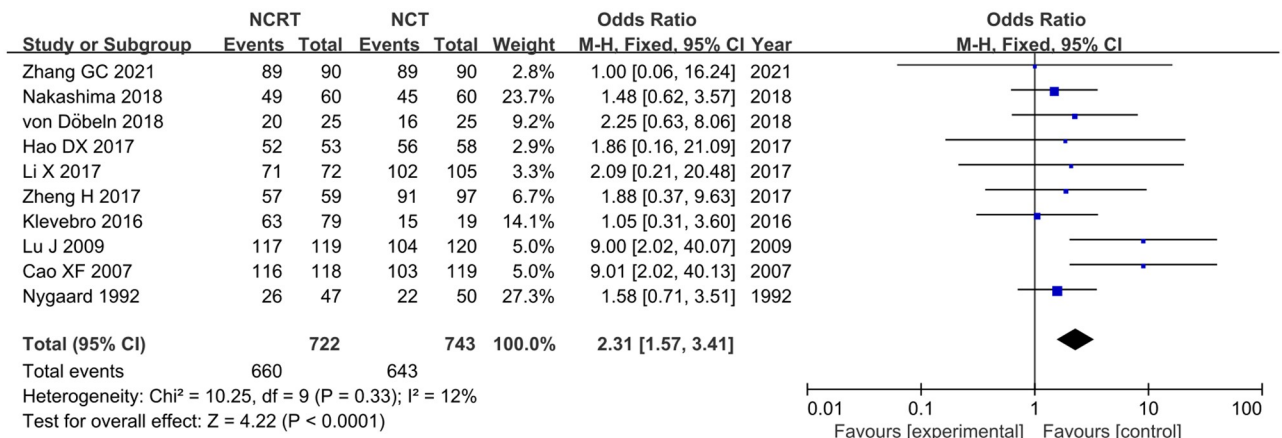 NCRT NCT Odds Ratio Odds Ratio
Study or Subgroup Events Total Events Total Weight M-H, Fixed, 95% CI Year M-H, Fixed, 95% CI
Zhang GC 2021 89 90 89 90 2.8% 1.00 [0.06, 16.24] 2021
Nakashima 2018 49 60 45 60 23.7% 1.48 [0.62, 3.57] 2018
von Döbeln 2018 20 25 16 25 9.2% 2.25 [0.63, 8.06] 2018
Hao DX 2017 52 53 56 58 2.9% 1.86 [0.16, 21.09] 2017
Li X 2017 71 72 102 105 3.3% 2.09 [0.21, 20.48] 2017
Zheng H 2017 57 59 91 97 6.7% 1.88 [0.37, 9.63] 2017
Klevebro 2016 63 79 15 19 14.1% 1.05 [0.31, 3.60] 2016
Lu J 2009 117 119 104 120 5.0% 9.00 [2.02, 40.07] 2009
Cao XF 2007 116 118 103 119 5.0% 9.01 [2.02, 40.13] 2007
Nygaard 1992 26 47 22 50 27.3% 1.58 [0.71, 3.51] 1992
Total (95% CI) 722 743 100.0% 2.31 [1.57, 3.41]
Total events 660 643
Heterogeneity: Chi² = 10.25, df = 9 (P = 0.33); I² = 12%
Test for overall effect: Z = 4.22 (P < 0.0001)
0.01 0.1 1 10 100
Favours [experimental] Favours [control]